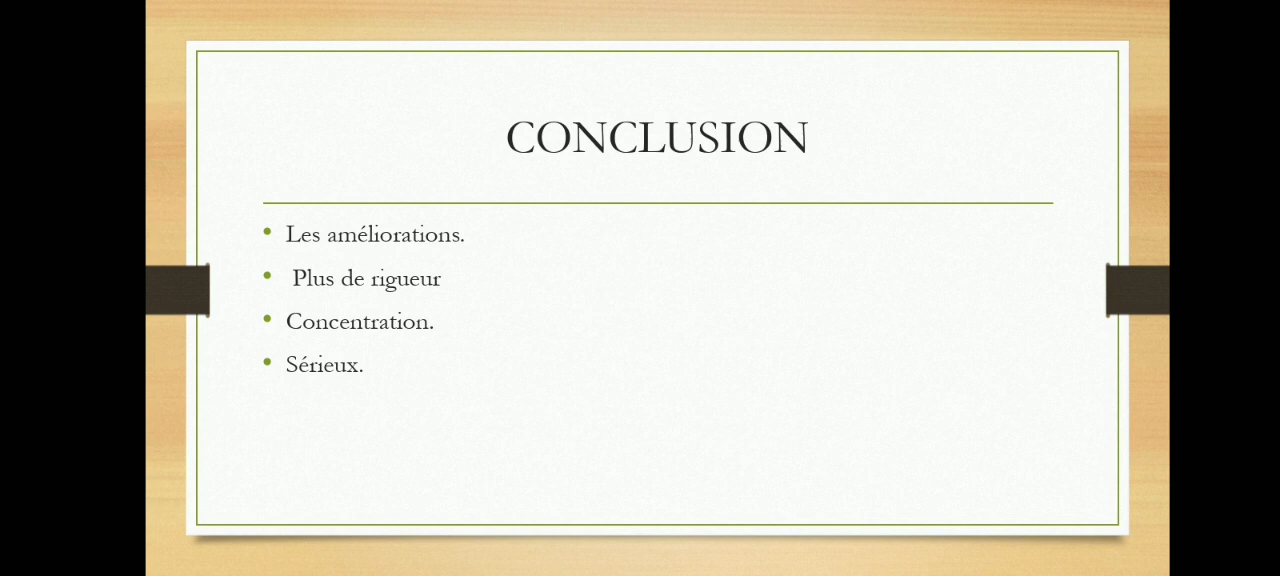 CONCLUSION
• Les améliorations.
• Plus de rigueur
• Concentration.
• Sérieux.